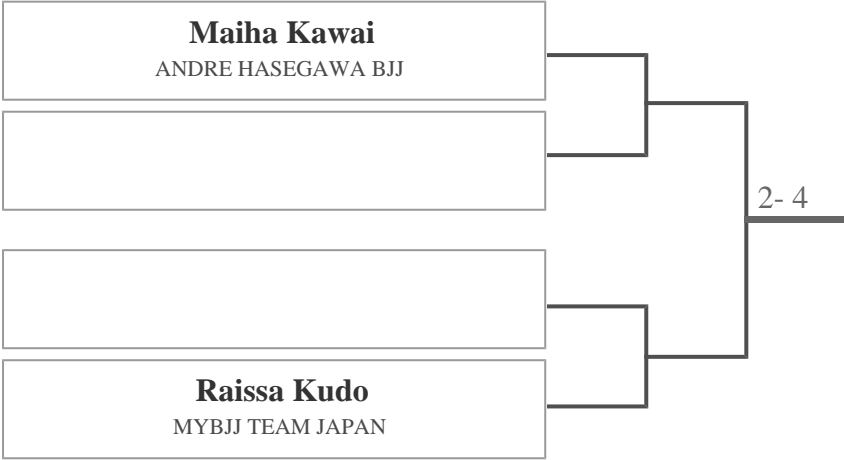 Maiha Kawai
ANDRE HASEGAWA BJJ
2- 4
Raissa Kudo
MYBJJ TEAM JAPAN